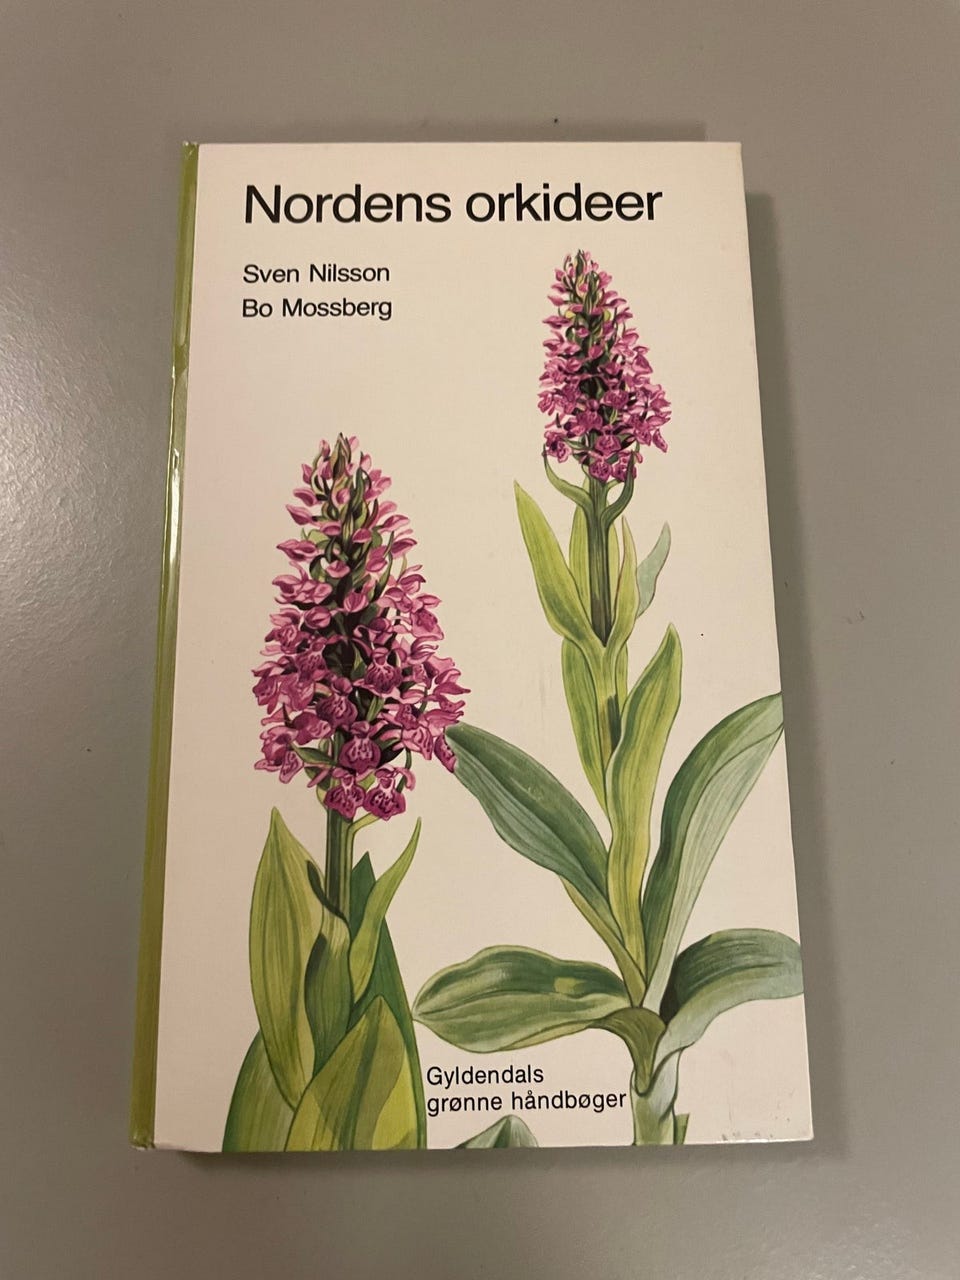 Nordens orkideer
Sven Nilsson
Bo Mossberg
Gyldendals
grønne håndbøger